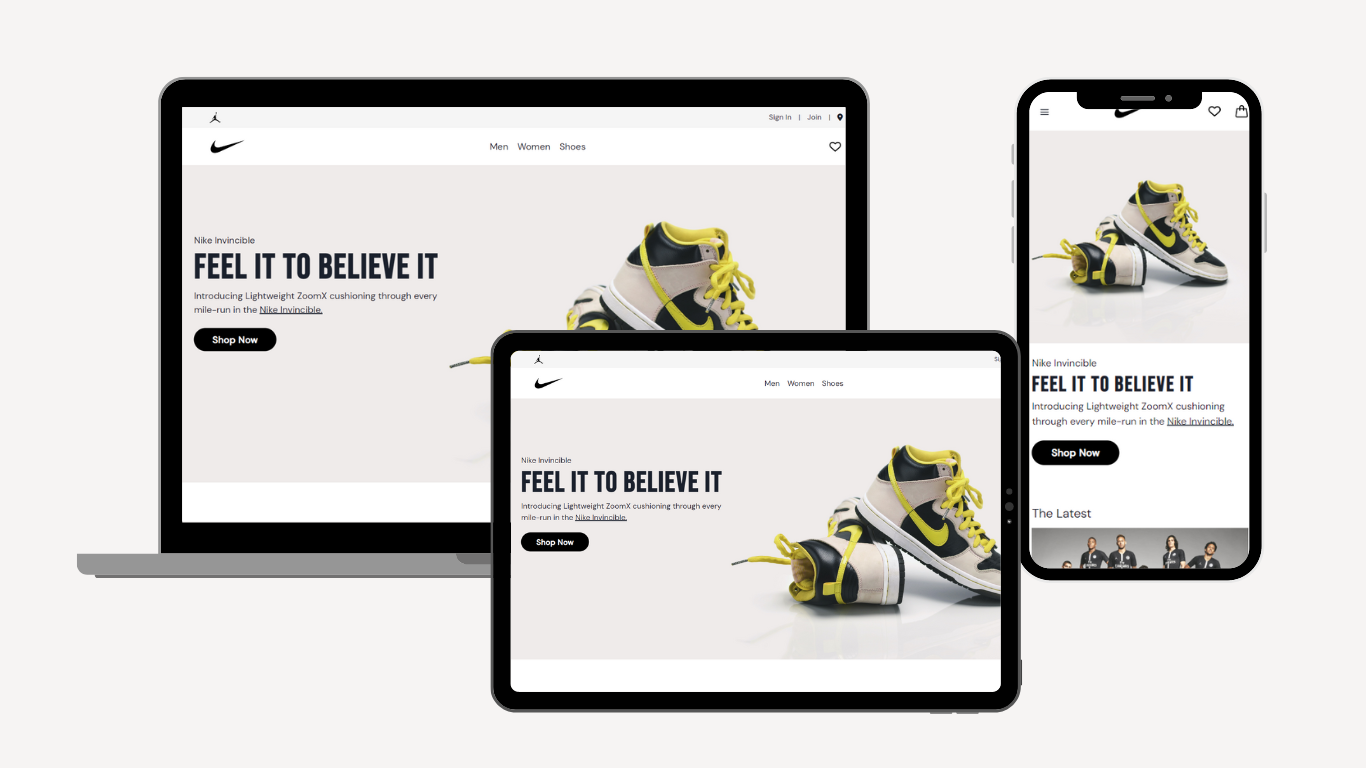 Sign In | Join |
Men Women Shoes
Nike Invincible
FEEL IT TO BELIEVE IT
Introducing Lightweight ZoomX cushioning through every
mile-run in the Nike Invincible.
Shop Now
Men Women Shoes
Nike Invincible
FEEL IT TO BELIEVE IT
Introducing Lightweight ZoomX cushioning through every
mile-run in the Nike Invincible.
Shop Now
Nike Invincible
FEEL IT TO BELIEVE IT
Introducing Lightweight ZoomX cushioning
through every mile-run in the Nike Invincible.
Shop Now
The Latest